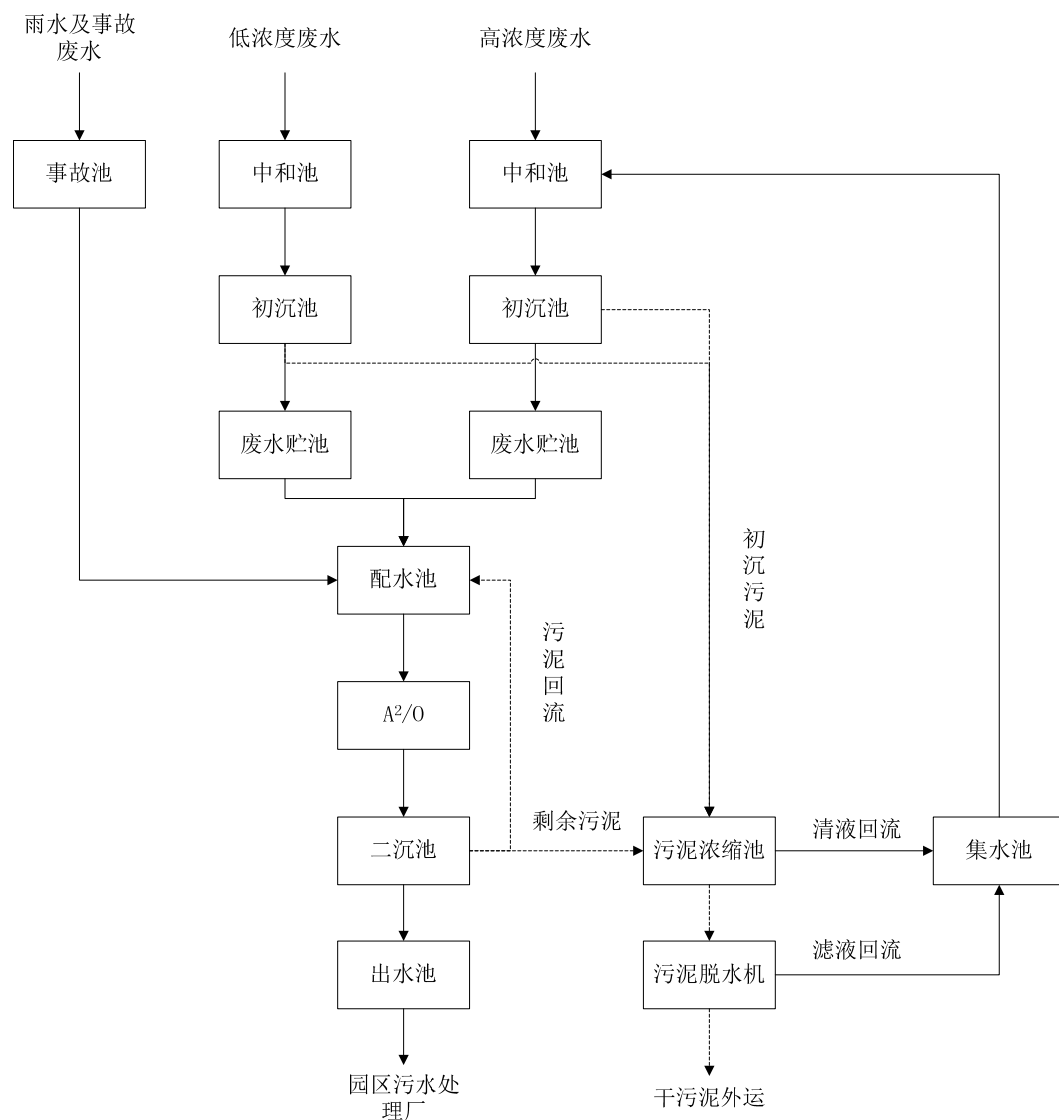 雨水及事故
废水
低浓度废水
高浓度废水
事故池
中和池
中和池
初沉池
初沉池
废水贮池
废水贮池
初
沉
污
泥
配水池
污
泥
回
流
A²/O
二沉池
剩余污泥
污泥浓缩池
清液回流
集水池
出水池
污泥脱水机
滤液回流
园区污水处
理厂
干污泥外运